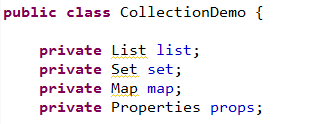 public class CollectionDemo {
private List list;
private Set set;
private Map map;
private Properties props;